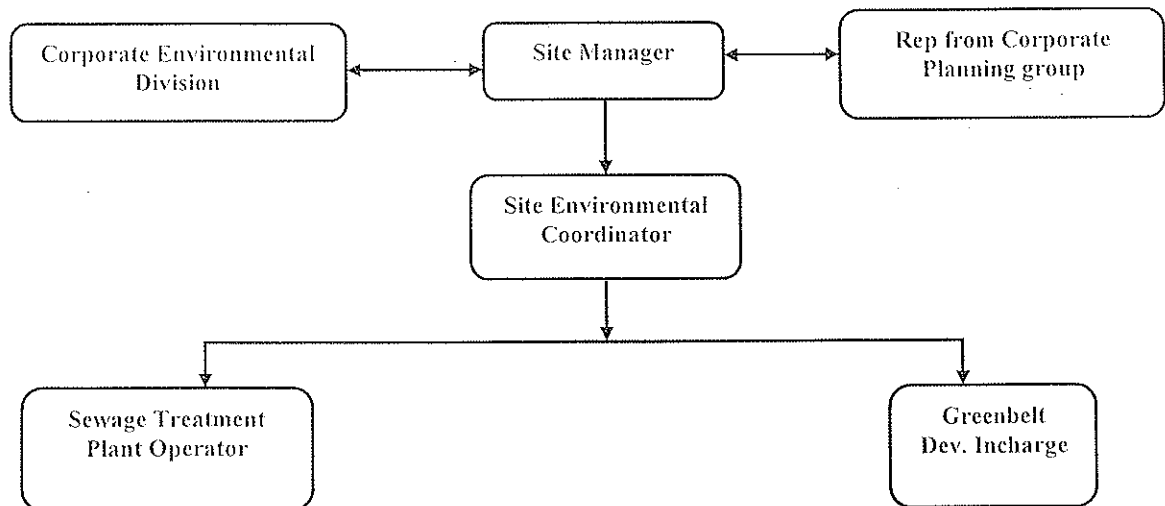 Corporate Environmental
Division
Site Manager
Rep from Corporate
Planning group
Site Environmental
Coordinator
Sewage Treatment
Plant Operator
Greenbelt
Dev. Incharge